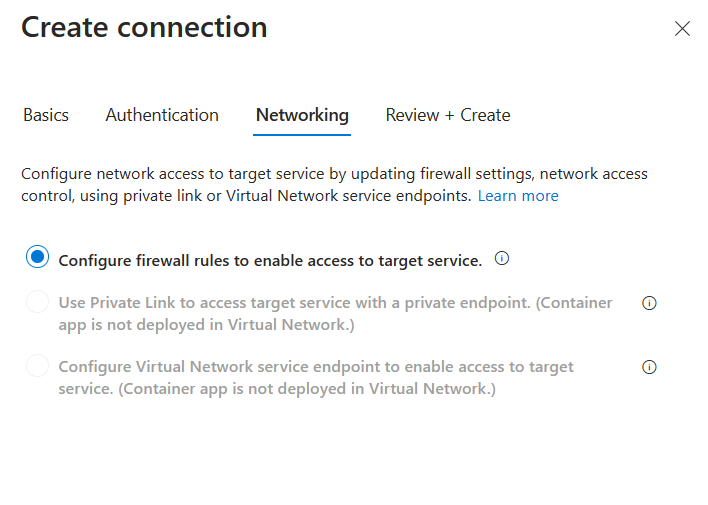 Create connection
Basics
Authentication
Networking
Review + Create
Configure network access to target service by updating firewall settings, network access
control, using private link or Virtual Network service endpoints. Learn more
Configure firewall rules to enable access to target service.
Use Private Link to access target service with a private endpoint. (Container
app is not deployed in Virtual Network.)
Configure Virtual Network service endpoint to enable access to target
service. (Container app is not deployed in Virtual Network.)